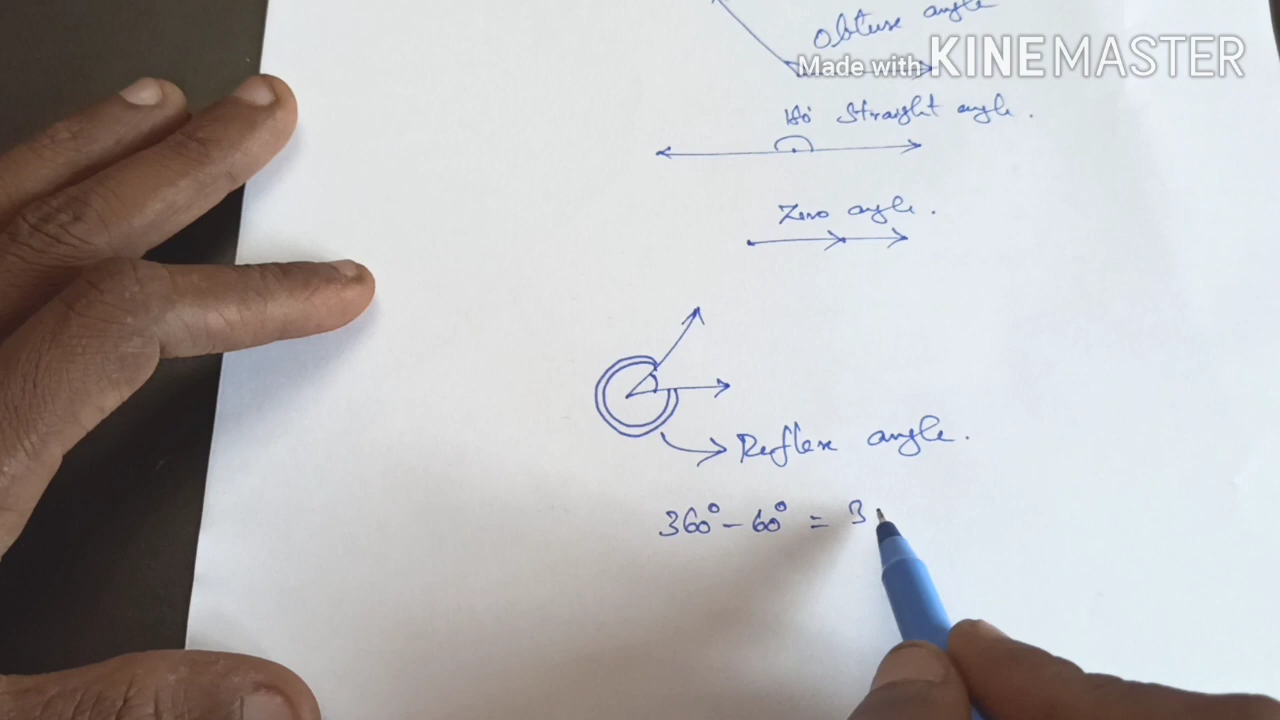 Obtuse angle
Made with KINEMASTER
180° Straight angle.
Zero angle.
Reflex angle.
360° - 60° = 3